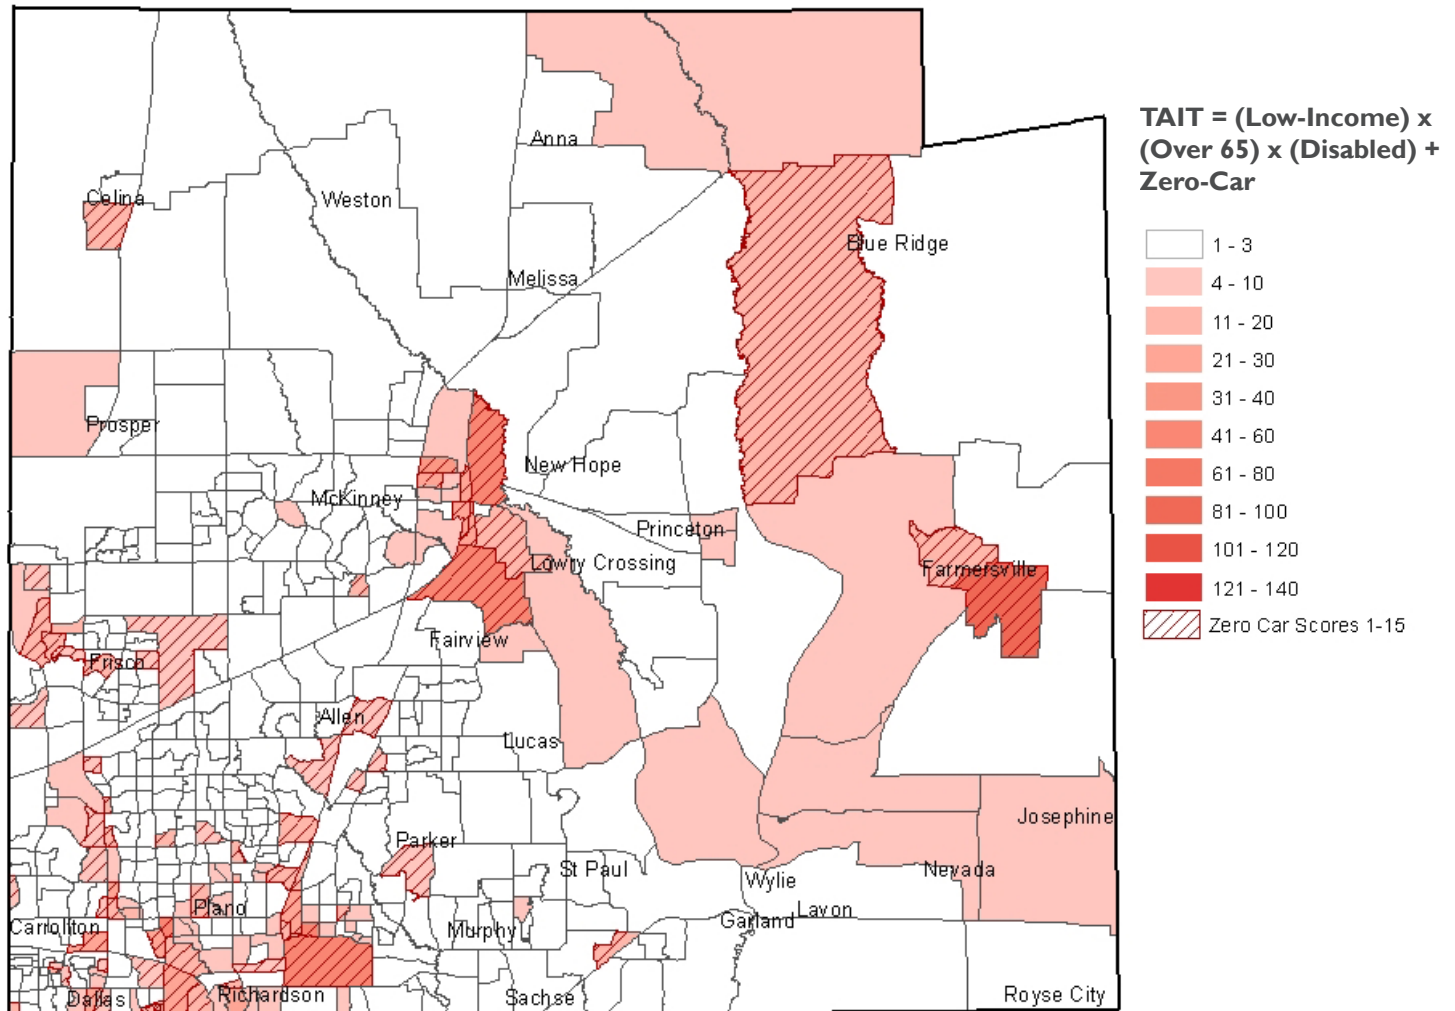 TAIT = (Low-Income) x
(Over 65) x (Disabled) +
Zero-Car
1 - 3
4 - 10
11 - 20
21 - 30
31 - 40
41 - 60
61 - 80
81 - 100
101 - 120
121 - 140
Zero Car Scores 1-15
Anna
Celina
Weston
Blue Ridge
Melissa
Prosper
New Hope
McKinney
Princeton
Lowry Crossing
Farmersville
Fairview
Frisco
Allen
Lucas
Josephine
Parker
St Paul
Nevada
Wylie
Plano
Lavon
Garland
Carrollton
Murphy
Dallas
Richardson
Sachse
Royse City